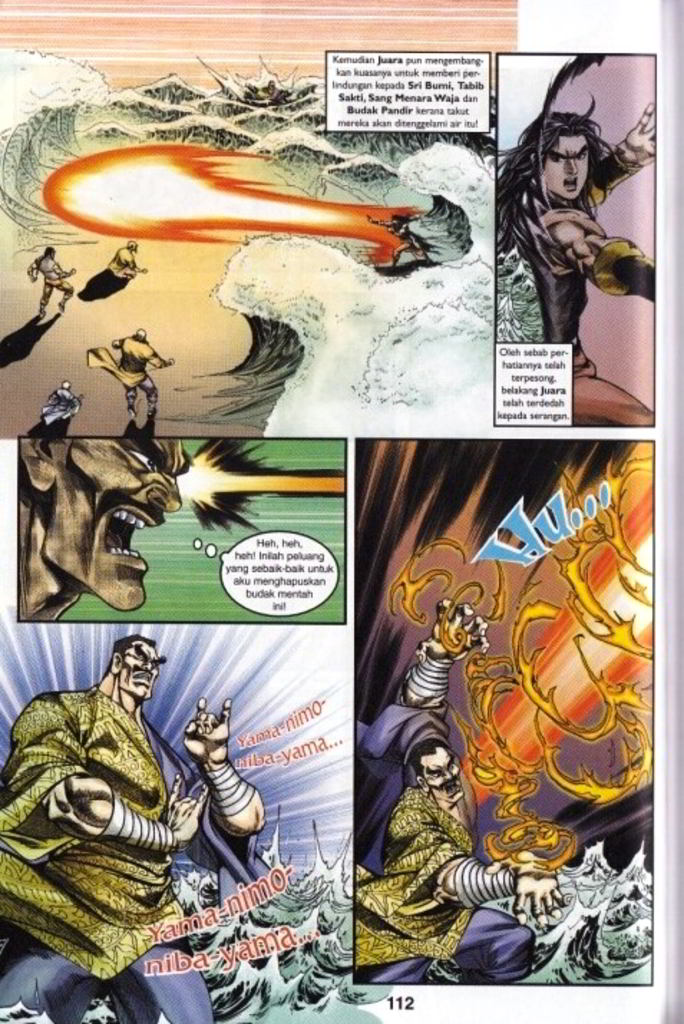 Kemudian Juara pun mengembang-
kan kuasanya untuk memberi per-
lindungan kepada Sri Bumi, Tabib
Sakti, Sang Menara Waja dan
Budak Pandir kerana takut
mereka akan ditenggelami air itu!
Oleh sebab per-
hatiannya telah
terpesong,
belakang Juara
telah terdedah
kepada serangan.
Heh, heh,
heh! Inilah peluang
yang sebaik-baik untuk
aku menghapuskan
budak mentah
ini!
Hu...
Yama-nimo-
niba-yama...
Yama-nimo-
niba-yama...
112